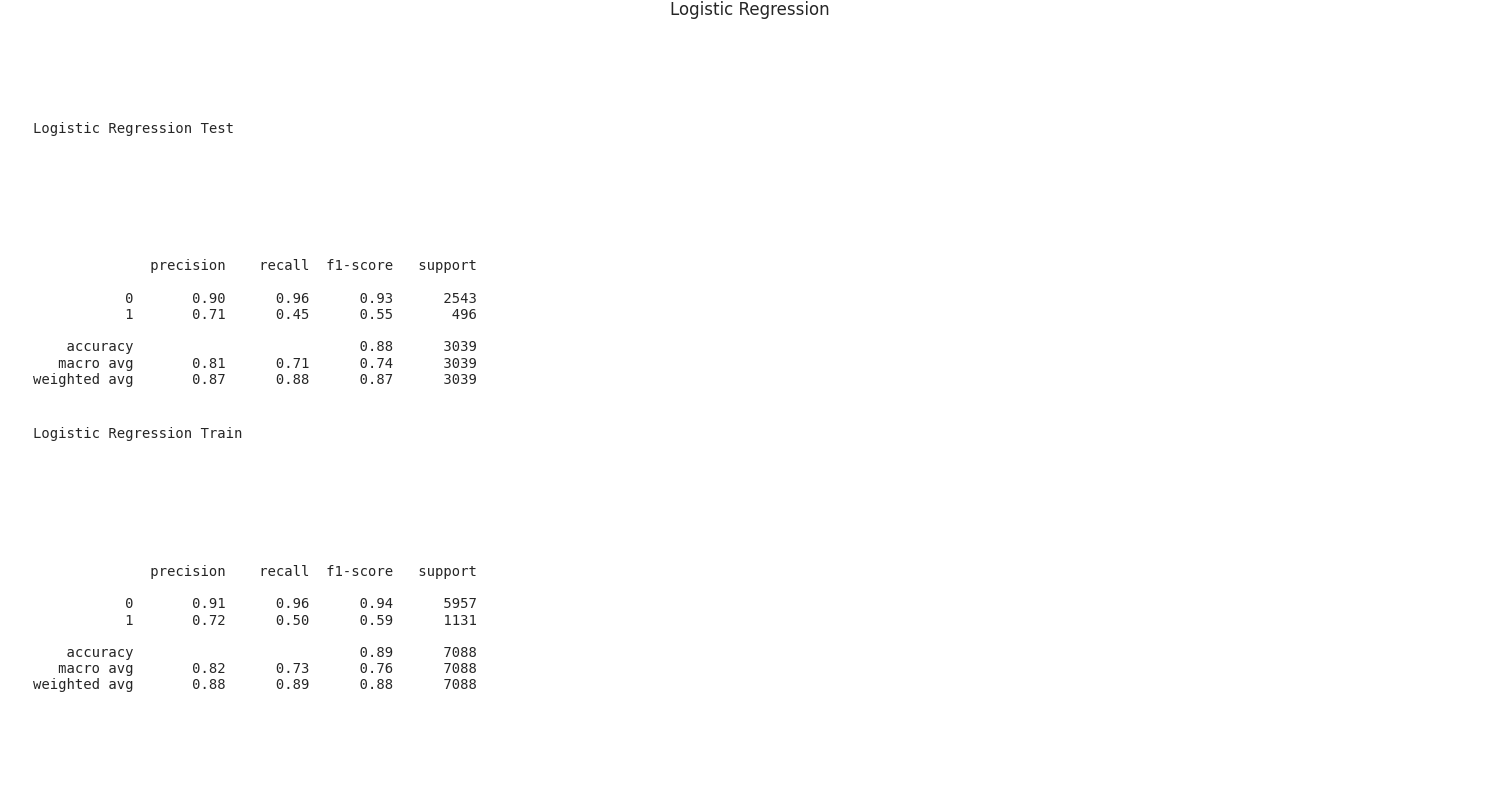 Logistic Regression
Logistic Regression Test
precision recall f1-score support
0 0.90 0.96 0.93 2543
1 0.71 0.45 0.55 496
accuracy 0.88 3039
macro avg 0.81 0.71 0.74 3039
weighted avg 0.87 0.88 0.87 3039
Logistic Regression Train
precision recall f1-score support
0 0.91 0.96 0.94 5957
1 0.72 0.50 0.59 1131
accuracy 0.89 7088
macro avg 0.82 0.73 0.76 7088
weighted avg 0.88 0.89 0.88 7088